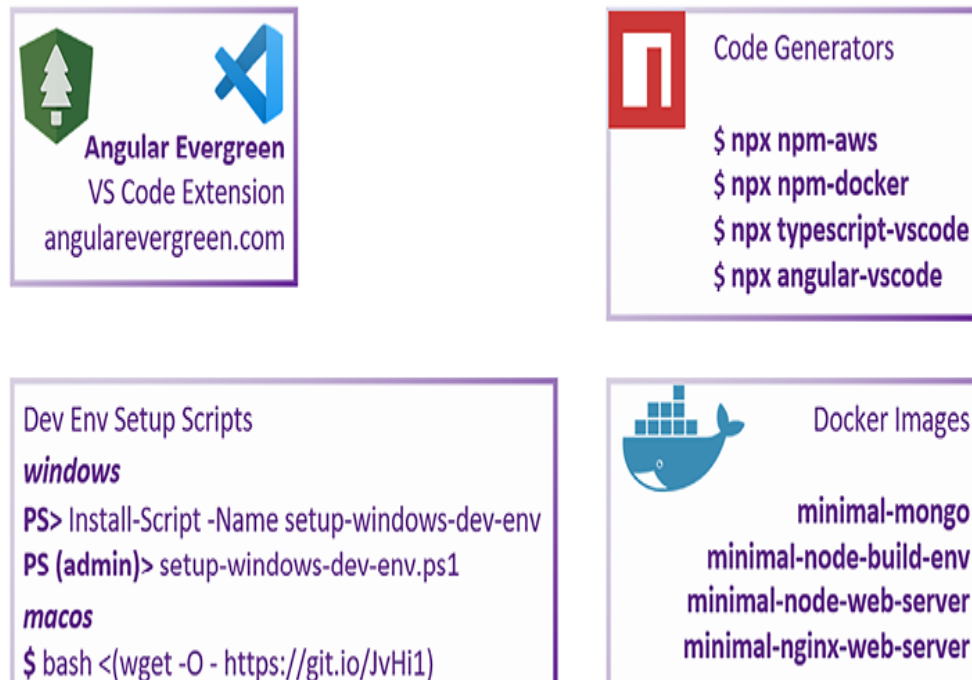 Angular Evergreen
VS Code Extension
angularevergreen.com
Code Generators
$ npx npm-aws
$ npx npm-docker
$ npx typescript-vscode
$ npx angular-vscode
Dev Env Setup Scripts
windows
PS> Install-Script -Name setup-windows-dev-env
PS (admin)> setup-windows-dev-env.ps1
macos
$ bash <(wget -O - https://git.io/JvHi1)
Docker Images
minimal-mongo
minimal-node-build-env
minimal-node-web-server
minimal-nginx-web-server